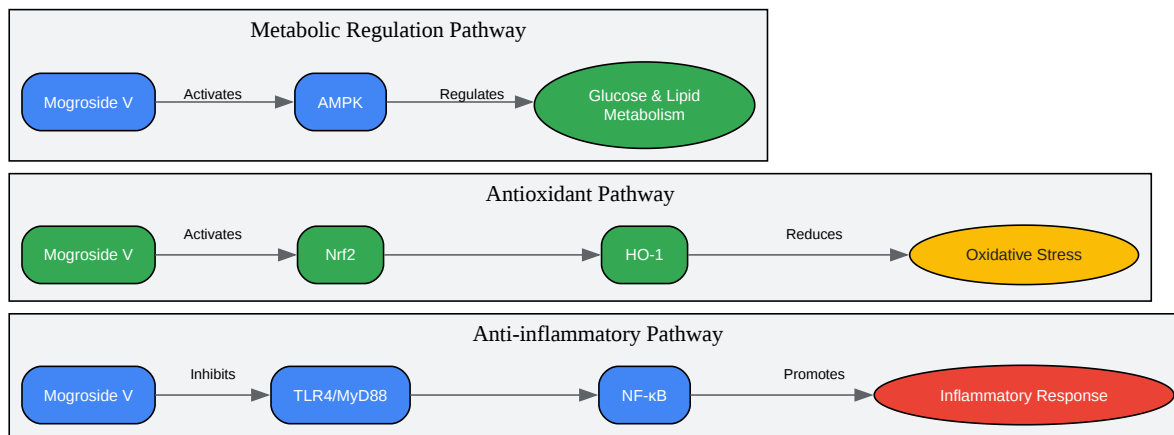 Metabolic Regulation Pathway
Mogroside V
Activates
AMPK
Regulates
Glucose & Lipid
Metabolism
Antioxidant Pathway
Mogroside V
Activates
Nrf2
HO-1
Reduces
Oxidative Stress
Anti-inflammatory Pathway
Mogroside V
Inhibits
TLR4/MyD88
NF-κB
Promotes
Inflammatory Response